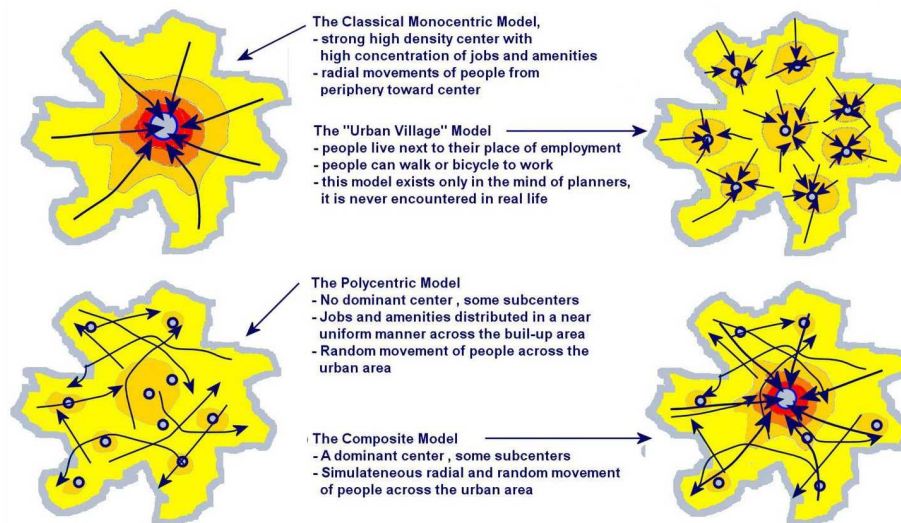 The Classical Monocentric Model,
- strong high density center with
high concentration of jobs and amenities
- radial movements of people from
periphery toward center
The "Urban Village" Model
- people live next to their place of employment
- people can walk or bicycle to work
- this model exists only in the mind of planners,
it is never encountered in real life
The Polycentric Model
- No dominant center , some subcenters
- Jobs and amenities distributed in a near
uniform manner across the buil-up area
- Random movement of people across the
urban area
The Composite Model
- A dominant center , some subcenters
- Simulateneous radial and random movement
of people across the urban area